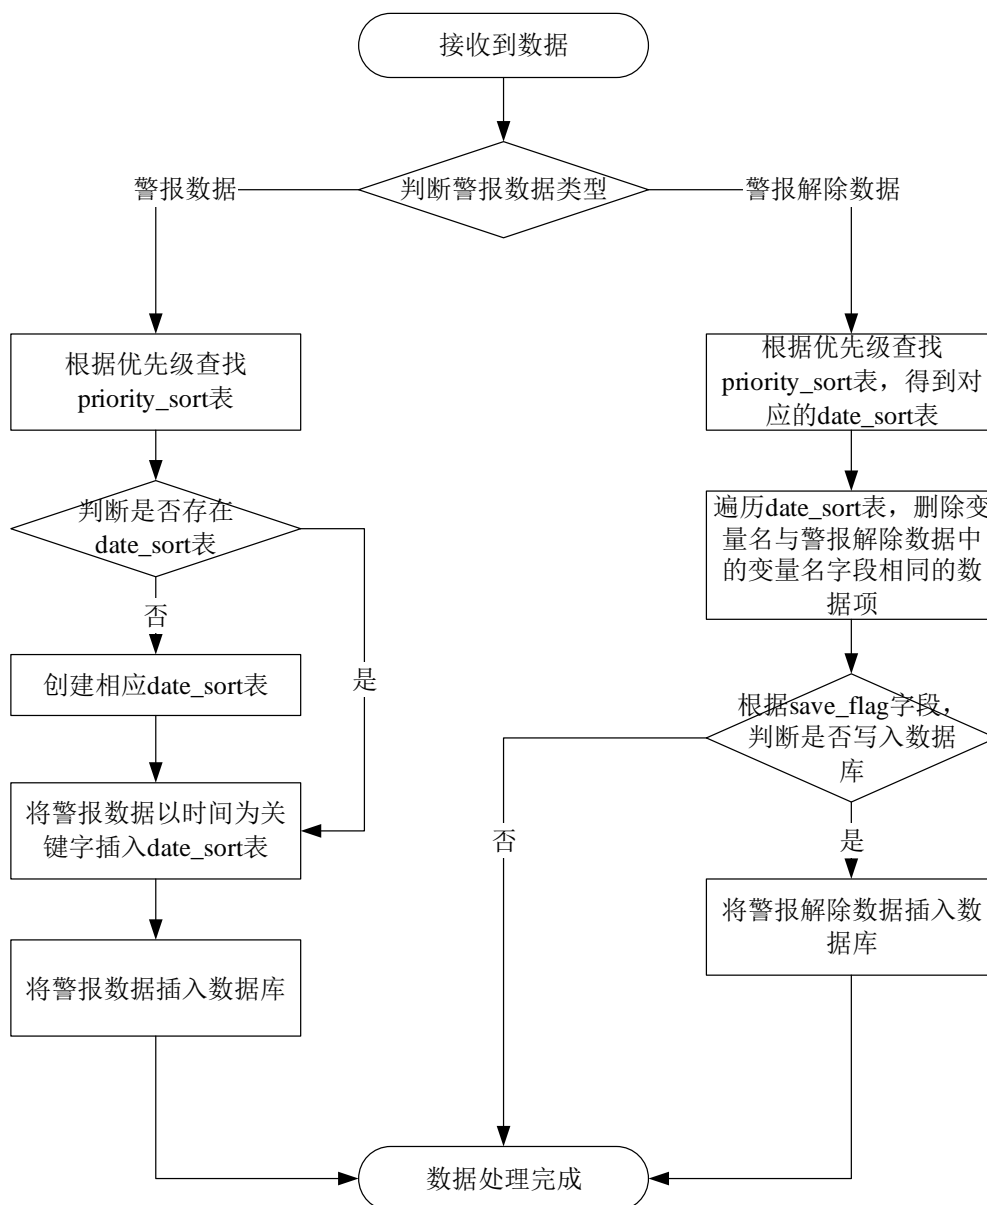 接收到数据
判断警报数据类型
警报数据
警报解除数据
根据优先级查找
priority_sort表
判断是否存在
date_sort表
否
是
创建相应date_sort表
将警报数据以时间为关
键字插入date_sort表
将警报数据插入数据库
根据优先级查找
priority_sort表，得到对
应的date_sort表
遍历date_sort表，删除变
量名与警报解除数据中
的变量名字段相同的数
据项
根据save_flag字段，
判断是否写入数据
库
否
是
将警报解除数据插入数
据库
数据处理完成